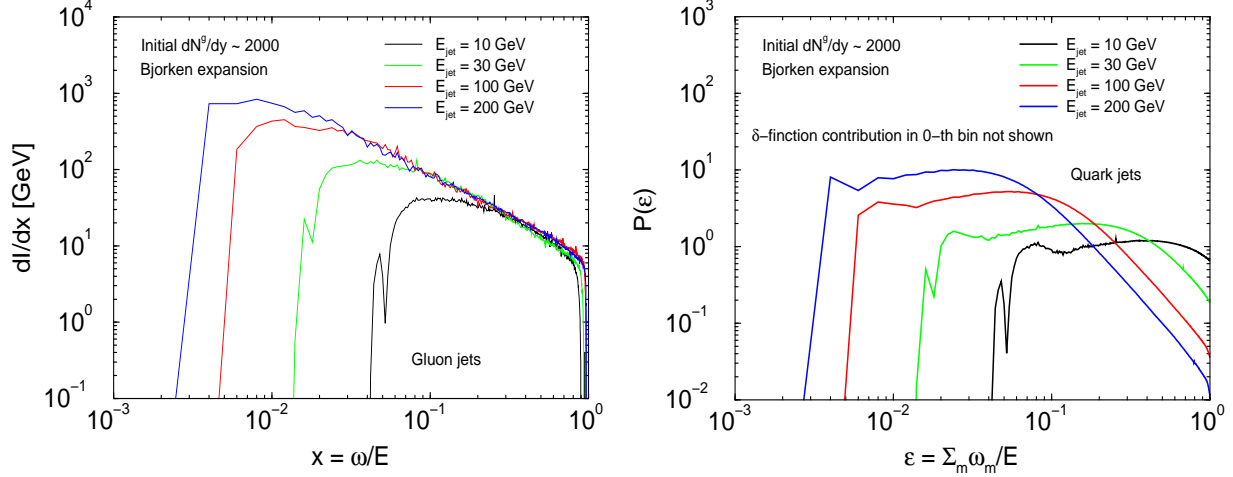 Initial dN^g/dy ~ 2000
Bjorken expansion
E_jet = 10 GeV
E_jet = 30 GeV
E_jet = 100 GeV
E_jet = 200 GeV
dI/dx [GeV]
10^4
10^3
10^2
10^1
10^0
10^-1
Gluon jets
10^-3
10^-2
10^-1
10^0
x = ω/E
Initial dN^g/dy ~ 2000
Bjorken expansion
E_jet = 10 GeV
E_jet = 30 GeV
E_jet = 100 GeV
E_jet = 200 GeV
δ-finction contribution in 0-th bin not shown
Quark jets
P(ε)
10^3
10^2
10^1
10^0
10^-1
10^-2
10^-3
10^-2
10^-1
10^0
ε = Σ_m ω_m/E